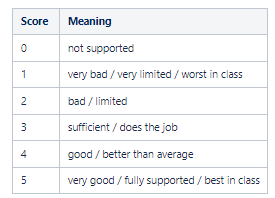 Score Meaning
0 not supported
1 very bad / very limited / worst in class
2 bad / limited
3 sufficient / does the job
4 good / better than average
5 very good / fully supported / best in class